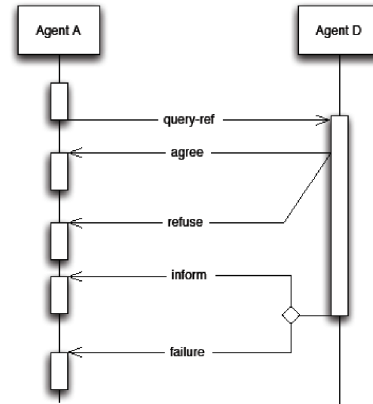 Agent A
Agent D
query-ref
agree
refuse
inform
failure